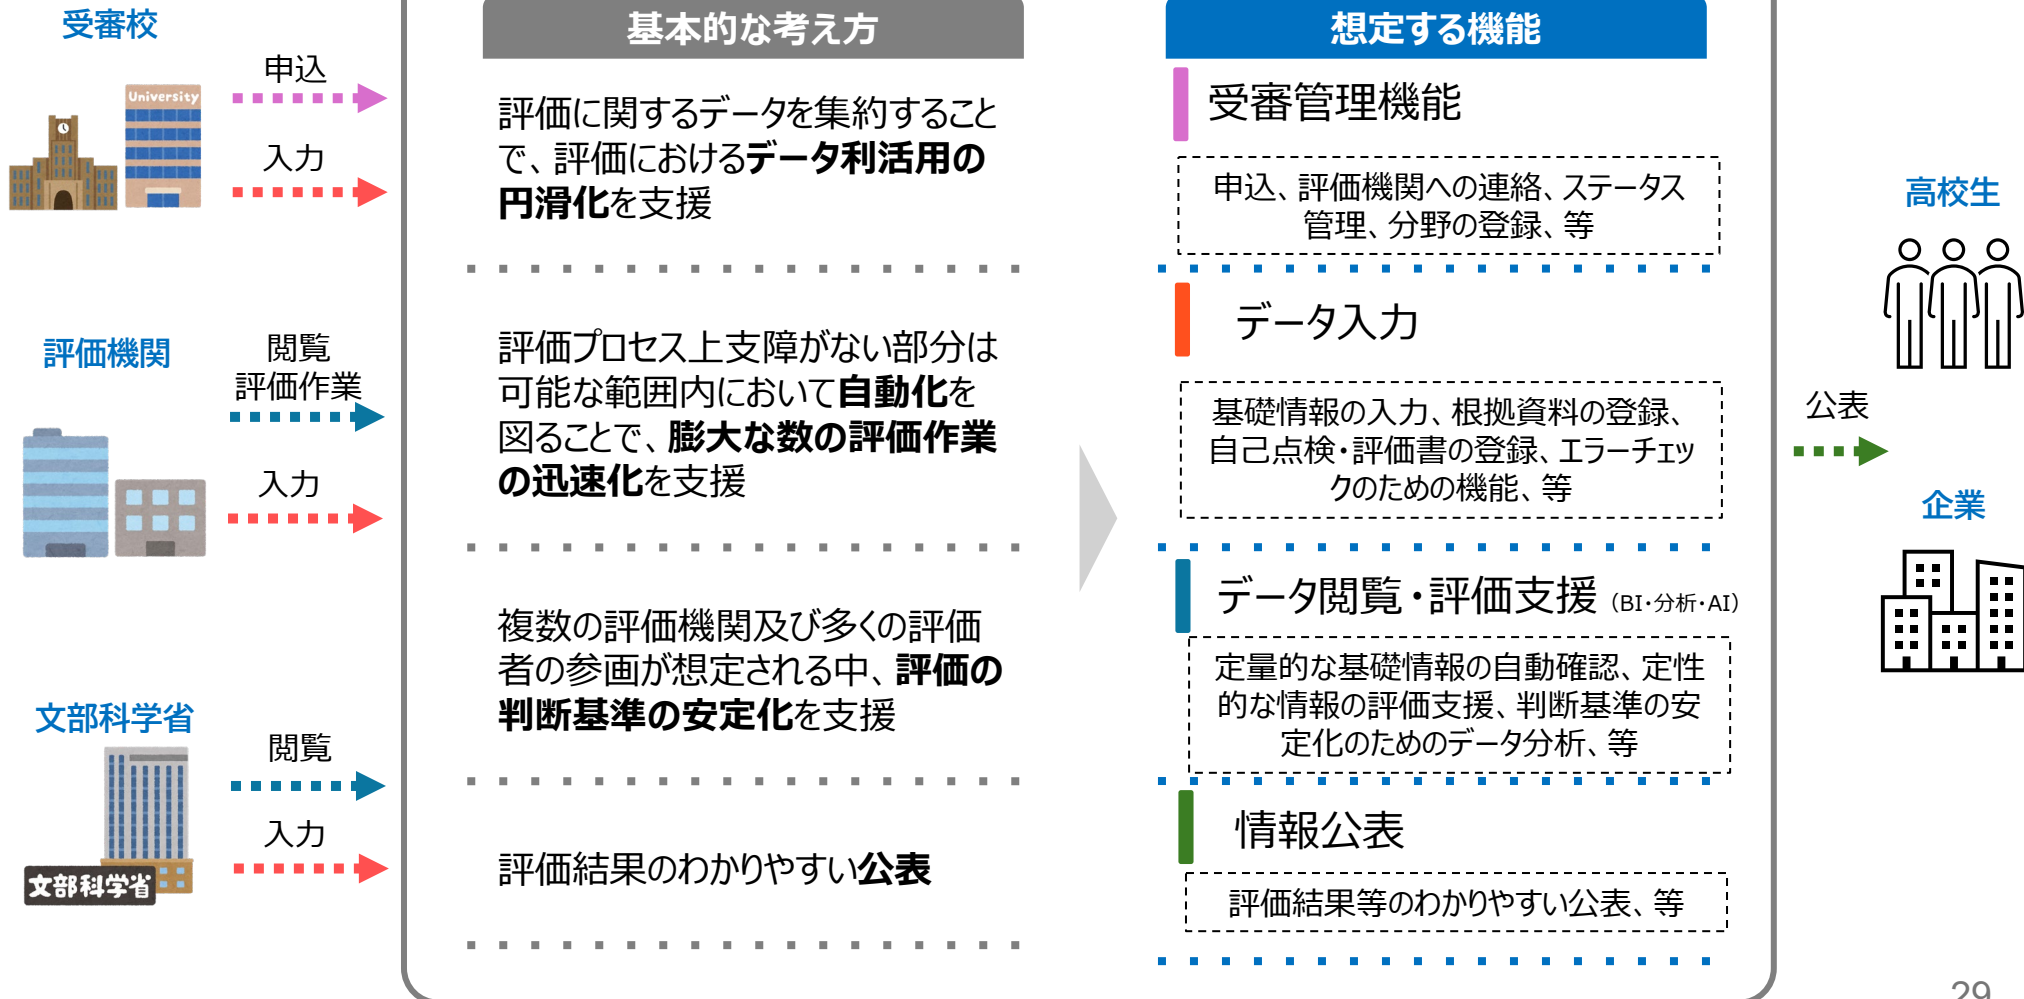 受審校
申込
University
入力
評価機関
閲覧
評価作業
入力
文部科学省
閲覧
入力
文部科学省
基本的な考え方
評価に関するデータを集約すること
で、評価におけるデータ利活用の
円滑化を支援
評価プロセス上支障がない部分は
可能な範囲内において自動化を
図ることで、膨大な数の評価作業
の迅速化を支援
複数の評価機関及び多くの評価
者の参画が想定される中、評価の
判断基準の安定化を支援
評価結果のわかりやすい公表
想定する機能
受審管理機能
申込、評価機関への連絡、ステータス
管理、分野の登録、等
データ入力
基礎情報の入力、根拠資料の登録、
自己点検・評価書の登録、エラーチェッ
クのための機能、等
データ閲覧・評価支援（BI・分析・AI）
定量的な基礎情報の自動確認、定性
的な情報の評価支援、判断基準の安
定化のためのデータ分析、等
情報公表
評価結果等のわかりやすい公表、等
高校生
公表
企業
29